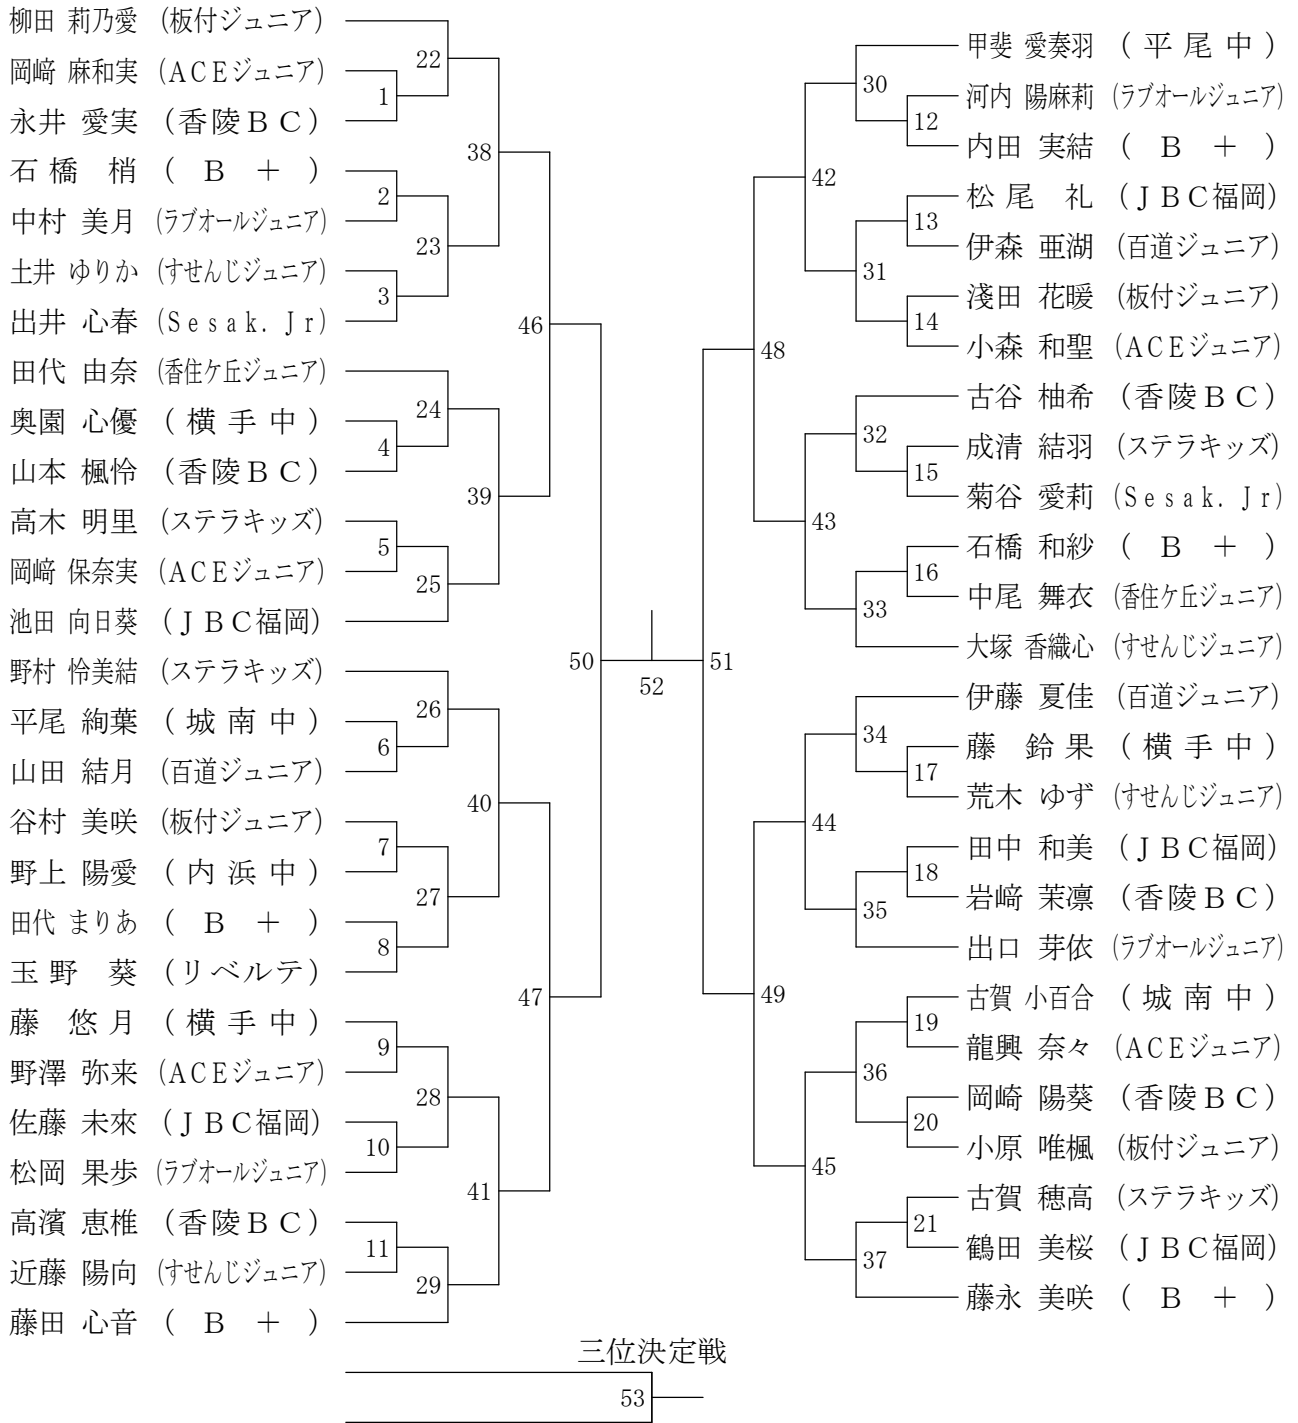 柳田 莉乃愛 (板付ジュニア)
岡﨑 麻和実 (ACEジュニア)
永井 愛実 (香陵BC)
石橋 梢 ( B + )
中村 美月 (ラブオールジュニア)
土井 ゆりか (すせんじジュニア)
出井 心春 (Sesak. Jr)
田代 由奈 (香住ケ丘ジュニア)
奥園 心優 (横手中)
山本 楓怜 (香陵BC)
高木 明里 (ステラキッズ)
岡﨑 保奈実 (ACEジュニア)
池田 向日葵 (JBC福岡)
野村 怜美結 (ステラキッズ)
平尾 絢葉 (城南中)
山田 結月 (百道ジュニア)
谷村 美咲 (板付ジュニア)
野上 陽愛 (内浜中)
田代 まりあ ( B + )
玉野 葵 (リベルテ)
藤 悠月 (横手中)
野澤 弥来 (ACEジュニア)
佐藤 未來 (JBC福岡)
松岡 果歩 (ラブオールジュニア)
高濱 恵椎 (香陵BC)
近藤 陽向 (すせんじジュニア)
藤田 心音 ( B + )
1
2
3
4
5
6
7
8
9
10
11
22
23
24
25
26
27
28
29
38
39
40
41
46
47
50
52
51
48
49
42
43
44
45
30
31
32
33
34
35
36
37
12
13
14
15
16
17
18
19
20
21
甲斐 愛奏羽 (平尾中)
河内 陽麻莉 (ラブオールジュニア)
内田 実結 ( B + )
松尾 礼 (JBC福岡)
伊森 亜湖 (百道ジュニア)
淺田 花暖 (板付ジュニア)
小森 和聖 (ACEジュニア)
古谷 柚希 (香陵BC)
成清 結羽 (ステラキッズ)
菊谷 愛莉 (Sesak. Jr)
石橋 和紗 ( B + )
中尾 舞衣 (香住ケ丘ジュニア)
大塚 香織心 (すせんじジュニア)
伊藤 夏佳 (百道ジュニア)
藤 鈴果 (横手中)
荒木 ゆず (すせんじジュニア)
田中 和美 (JBC福岡)
岩﨑 茉凛 (香陵BC)
出口 芽依 (ラブオールジュニア)
古賀 小百合 (城南中)
龍興 奈々 (ACEジュニア)
岡崎 陽葵 (香陵BC)
小原 唯楓 (板付ジュニア)
古賀 穂高 (ステラキッズ)
鶴田 美桜 (JBC福岡)
藤永 美咲 ( B + )
三位決定戦
53